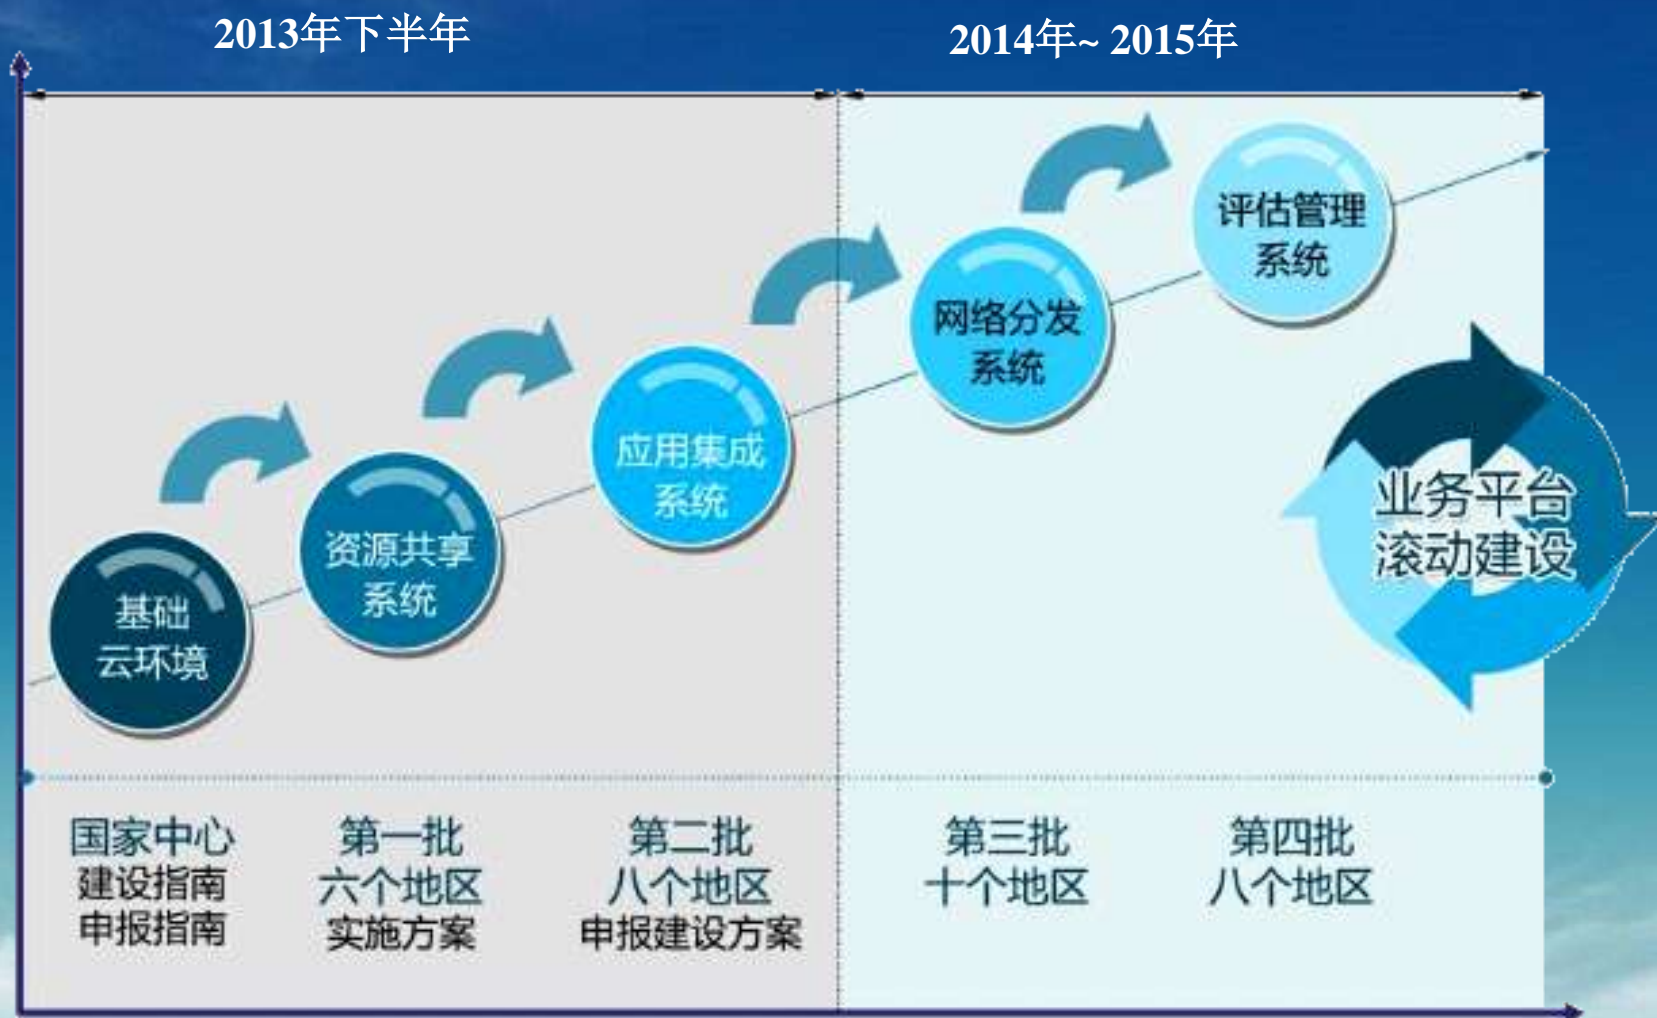 2013年下半年
2014年~ 2015年
评估管理
系统
网络分发
系统
应用集成
系统
资源共享
系统
基础
云环境
业务平台
滚动建设
国家中心
建设指南
申报指南
第一批
六个地区
实施方案
第二批
八个地区
申报建设方案
第三批
十个地区
第四批
八个地区